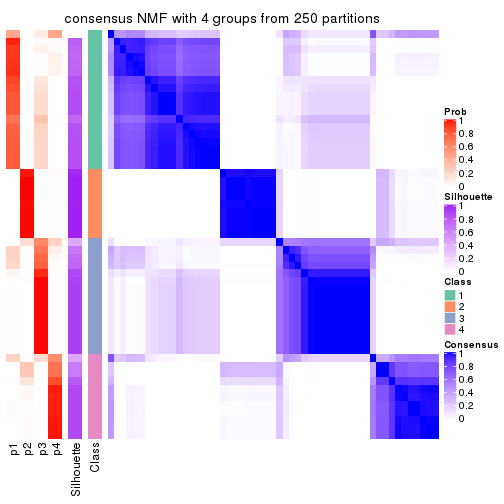 consensus NMF with 4 groups from 250 partitions
Prob
1
0.8
0.6
0.4
0.2
0
Silhouette
1
0.8
0.6
0.4
0.2
0
Class
1
2
3
4
Consensus
1
0.8
0.6
0.4
0.2
0
p1
p2
p3
p4
Silhouette
Class